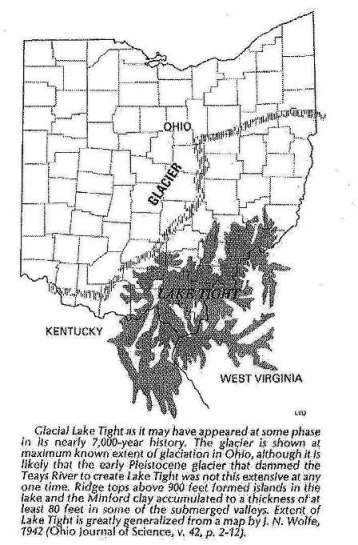 OHIO
GLACIER
LAKE TIGHT
KENTUCKY
WEST VIRGINIA
Glacial Lake Tight as it may have appeared at some phase
in its nearly 7,000-year history. The glacier is shown at
maximum known extent of glaciation in Ohio, although it is
likely that the early Pleistocene glacier that dammed the
Teays River to create Lake Tight was not this extensive at any
one time. Ridge tops above 900 feet formed islands in the
lake and the Minford clay accumulated to a thickness of at
least 80 feet in some of the submerged valleys. Extent of
Lake Tight is greatly generalized from a map by J. N. Wolfe,
1942 (Ohio Journal of Science, v. 42, p. 2-12).